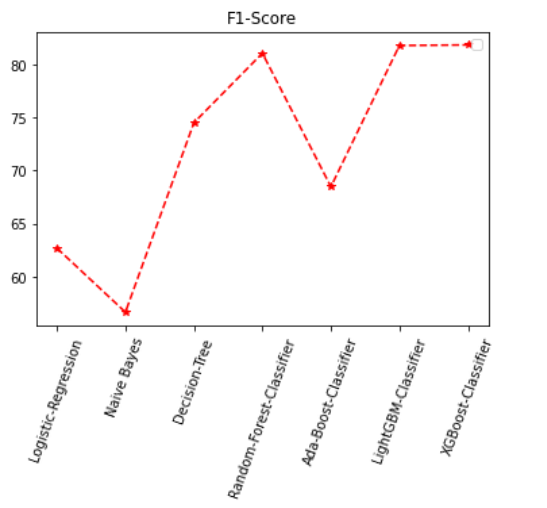 F1-Score
80
75
70
65
60
Logistic-Regression
Naive Bayes
Decision-Tree
Random-Forest-Classifier
Ada-Boost-Classifier
LightGBM-Classifier
XGBoost-Classifier